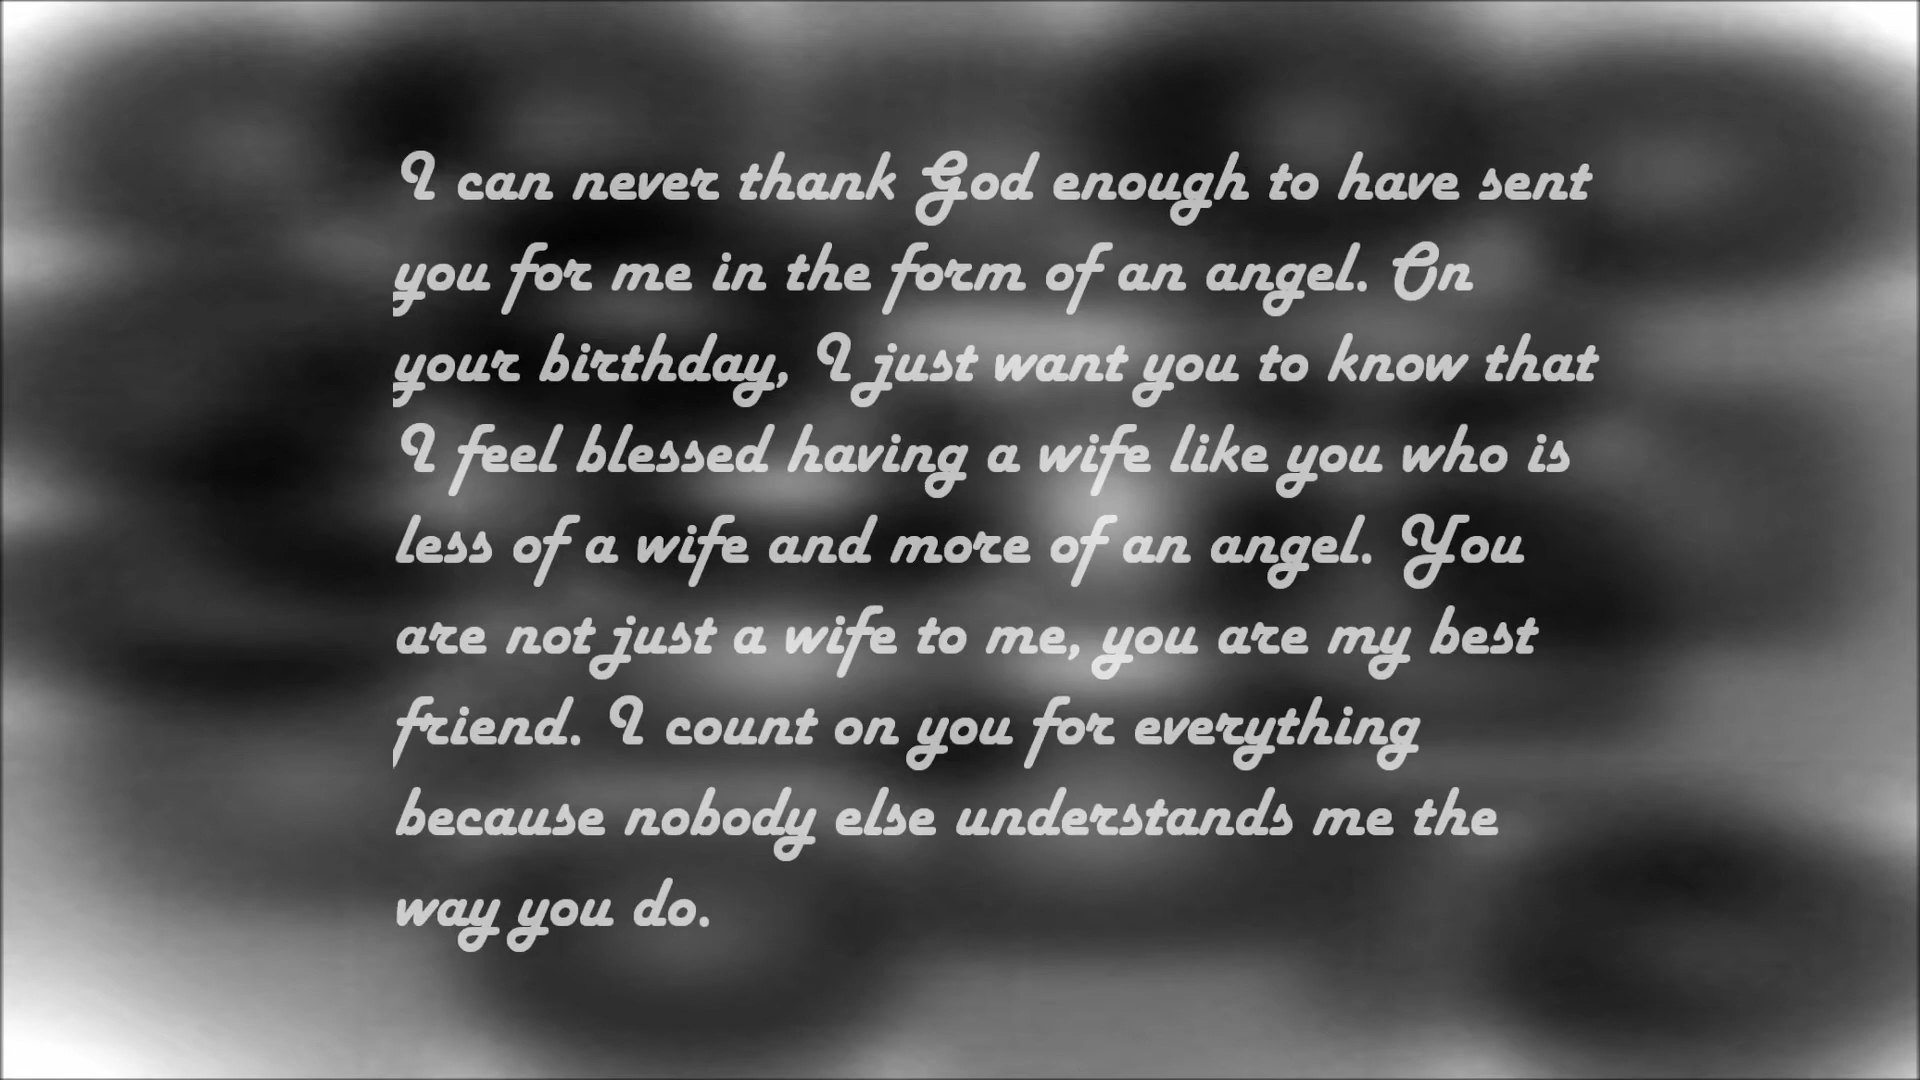 I can never thank God enough to have sent
you for me in the form of an angel. On
your birthday, I just want you to know that
I feel blessed having a wife like you who is
less of a wife and more of an angel. You
are not just a wife to me, you are my best
friend. I count on you for everything
because nobody else understands me the
way you do.